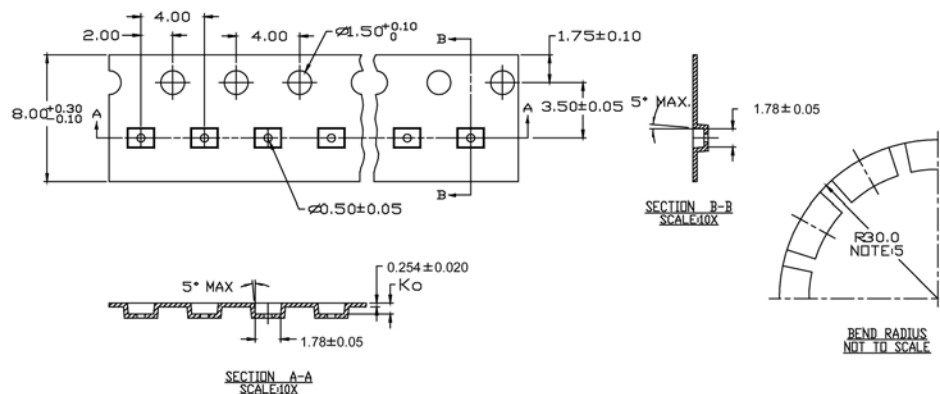 4.00
2.00
4.00
Ø1.50+0.10 0
B
1.75±0.10
8.00+0.30 -0.10
A
A
3.50±0.05
B
Ø0.50±0.05
5° MAX.
1.78±0.05
SECTION B-B
SCALE:10X
R30.0
NOTE:5
BEND RADIUS
NOT TO SCALE
5° MAX
0.254±0.020
Ko
1.78±0.05
SECTION A-A
SCALE:10X